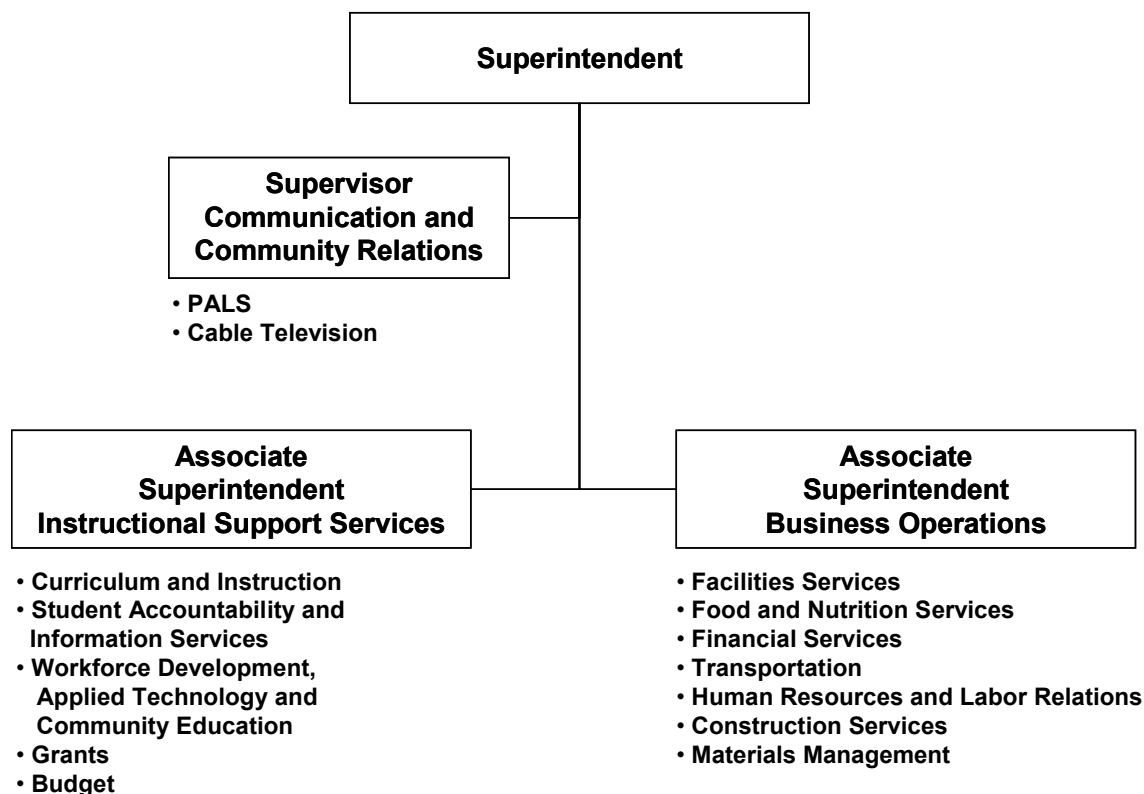 Superintendent
Supervisor
Communication and
Community Relations
• PALS
• Cable Television
Associate
Superintendent
Instructional Support Services
• Curriculum and Instruction
• Student Accountability and
Information Services
• Workforce Development,
Applied Technology and
Community Education
• Grants
• Budget
Associate
Superintendent
Business Operations
• Facilities Services
• Food and Nutrition Services
• Financial Services
• Transportation
• Human Resources and Labor Relations
• Construction Services
• Materials Management